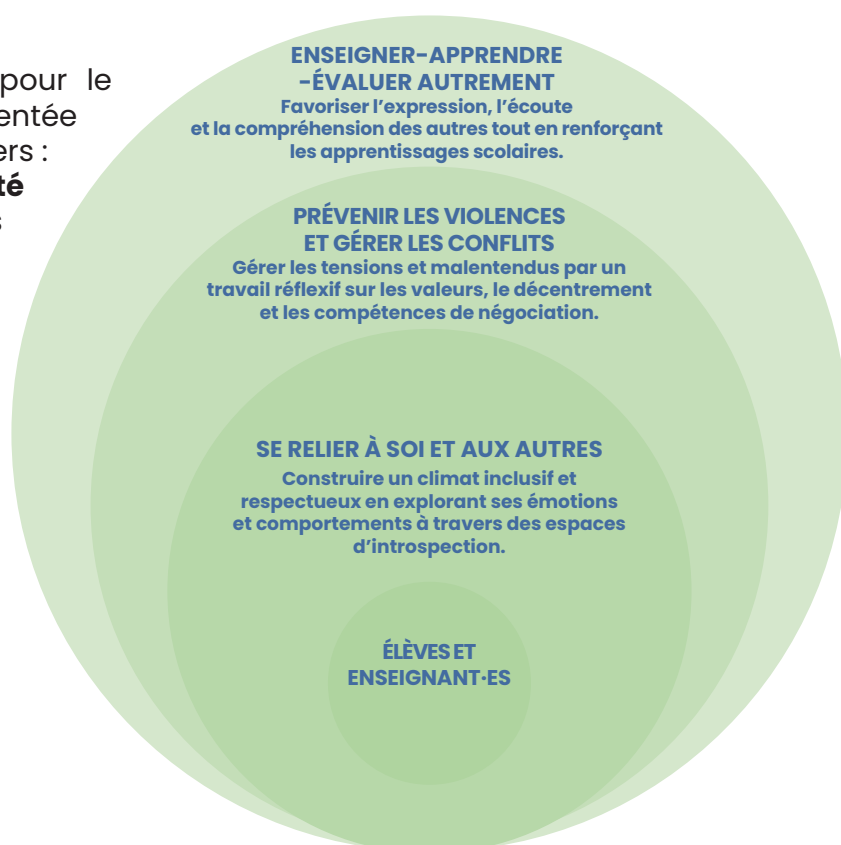 pour le
entée
ers :
té
s
ENSEIGNER-APPRENDRE
-ÉVALUER AUTREMENT
Favoriser l'expression, l'écoute
et la compréhension des autres tout en renforçant
les apprentissages scolaires.
PRÉVENIR LES VIOLENCES
ET GÉRER LES CONFLITS
Gérer les tensions et malentendus par un
travail réflexif sur les valeurs, le décentrement
et les compétences de négociation.
SE RELIER À SOI ET AUX AUTRES
Construire un climat inclusif et
respectueux en explorant ses émotions
et comportements à travers des espaces
d'introspection.
ÉLÈVES ET
ENSEIGNANT·ES